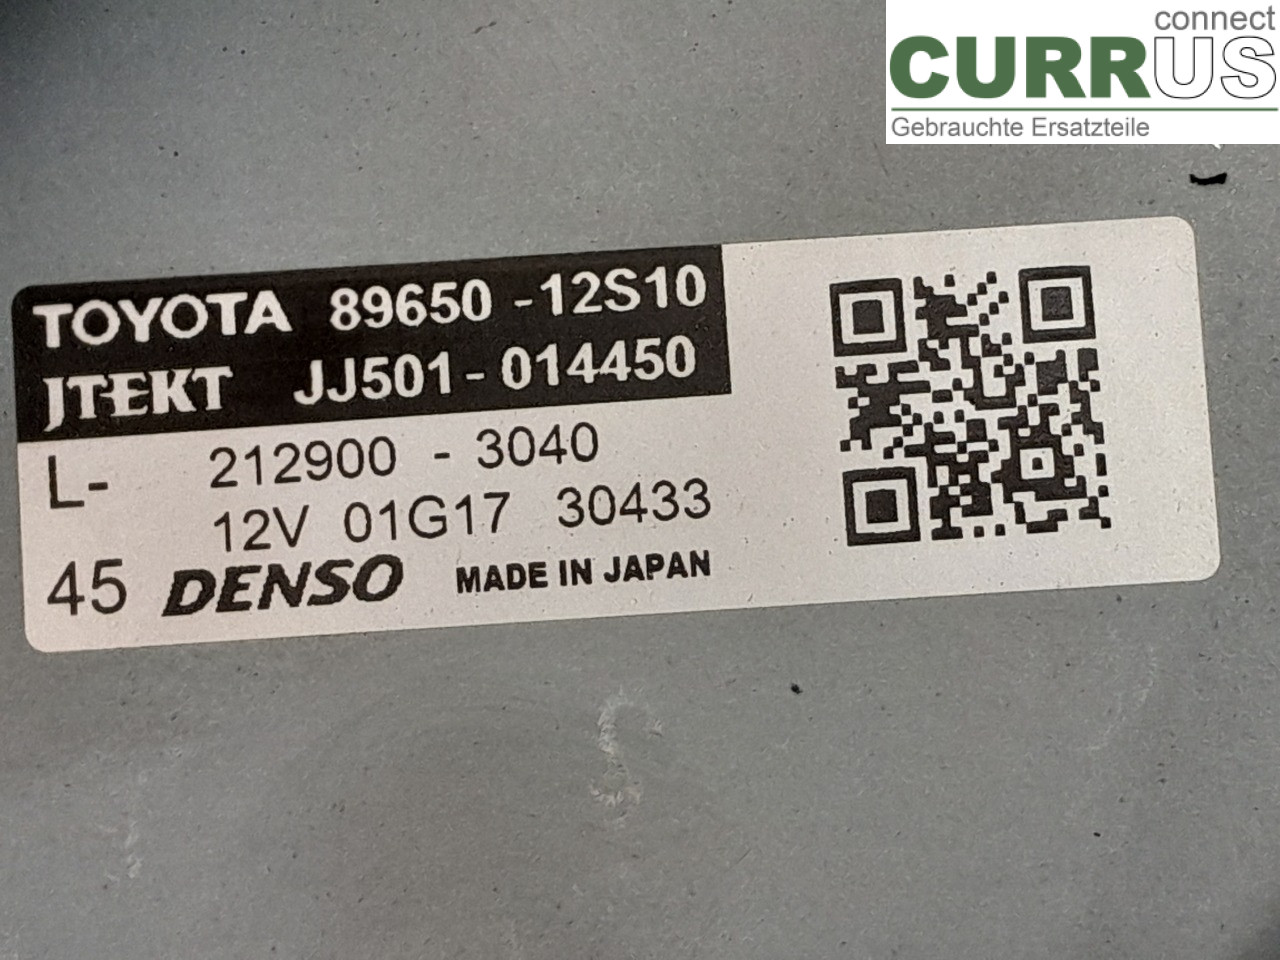 connect
CURRUS
Gebrauchte Ersatzteile
TOYOTA 89650-12S10
JTEKT JJ501-014450
L- 212900 - 3040
12V 01G17 30433
45 DENSO MADE IN JAPAN